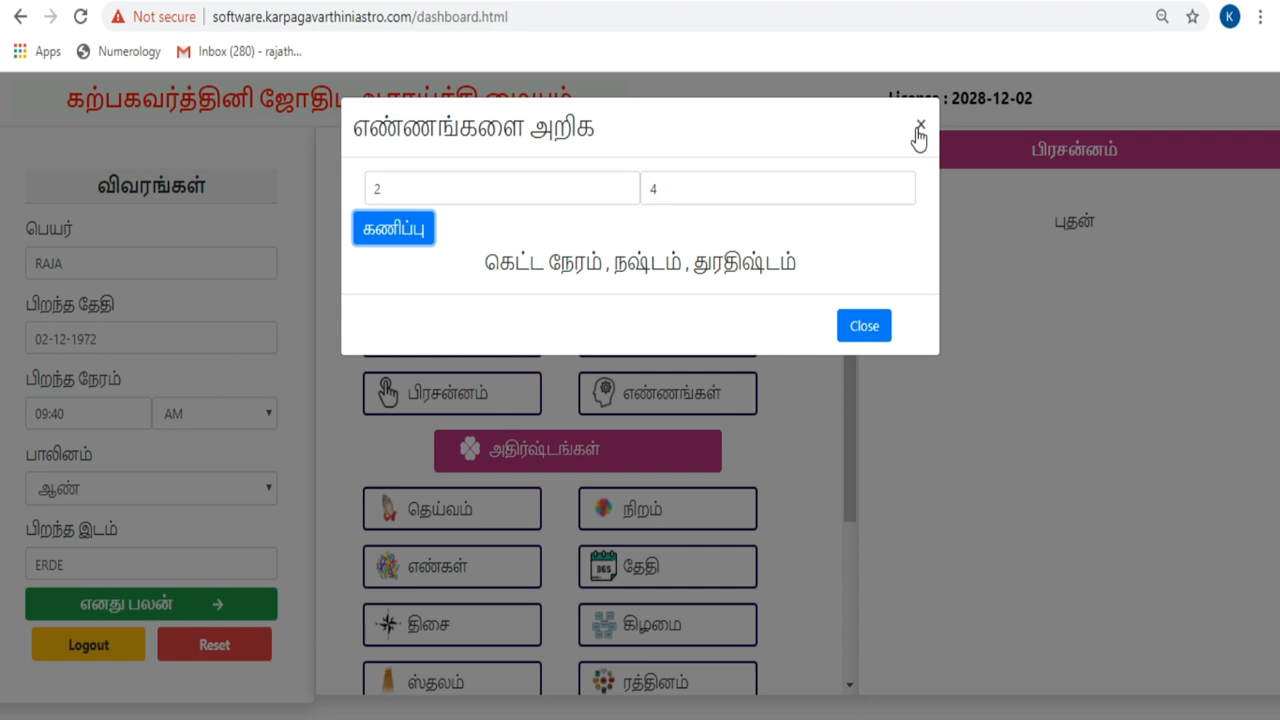 Not secure software.karpagavarthiniastro.com/dashboard.html K
Apps Numerology Inbox (280) - rajath...
கற்பகவர்த்தினி
: 2028-12-02
எண்ணங்களை அறிக ×
பிரசன்னம்
விவரங்கள்
2 4
புதன்
பெயர்
கணிப்பு
RAJA
கெட்ட நேரம் , நஷ்டம் , துரதிஷ்டம்
பிறந்த தேதி
Close
02-12-1972
பிறந்த நேரம்
பிரசன்னம் எண்ணங்கள்
09:40 AM
அதிர்ஷ்டங்கள்
பாலினம்
ஆண்
தெய்வம் நிறம்
பிறந்த இடம்
ERDE
எண்கள் 365 தேதி
எனது பலன் →
திசை கிழமை
Logout Reset
ஸ்தலம் ரத்தினம்